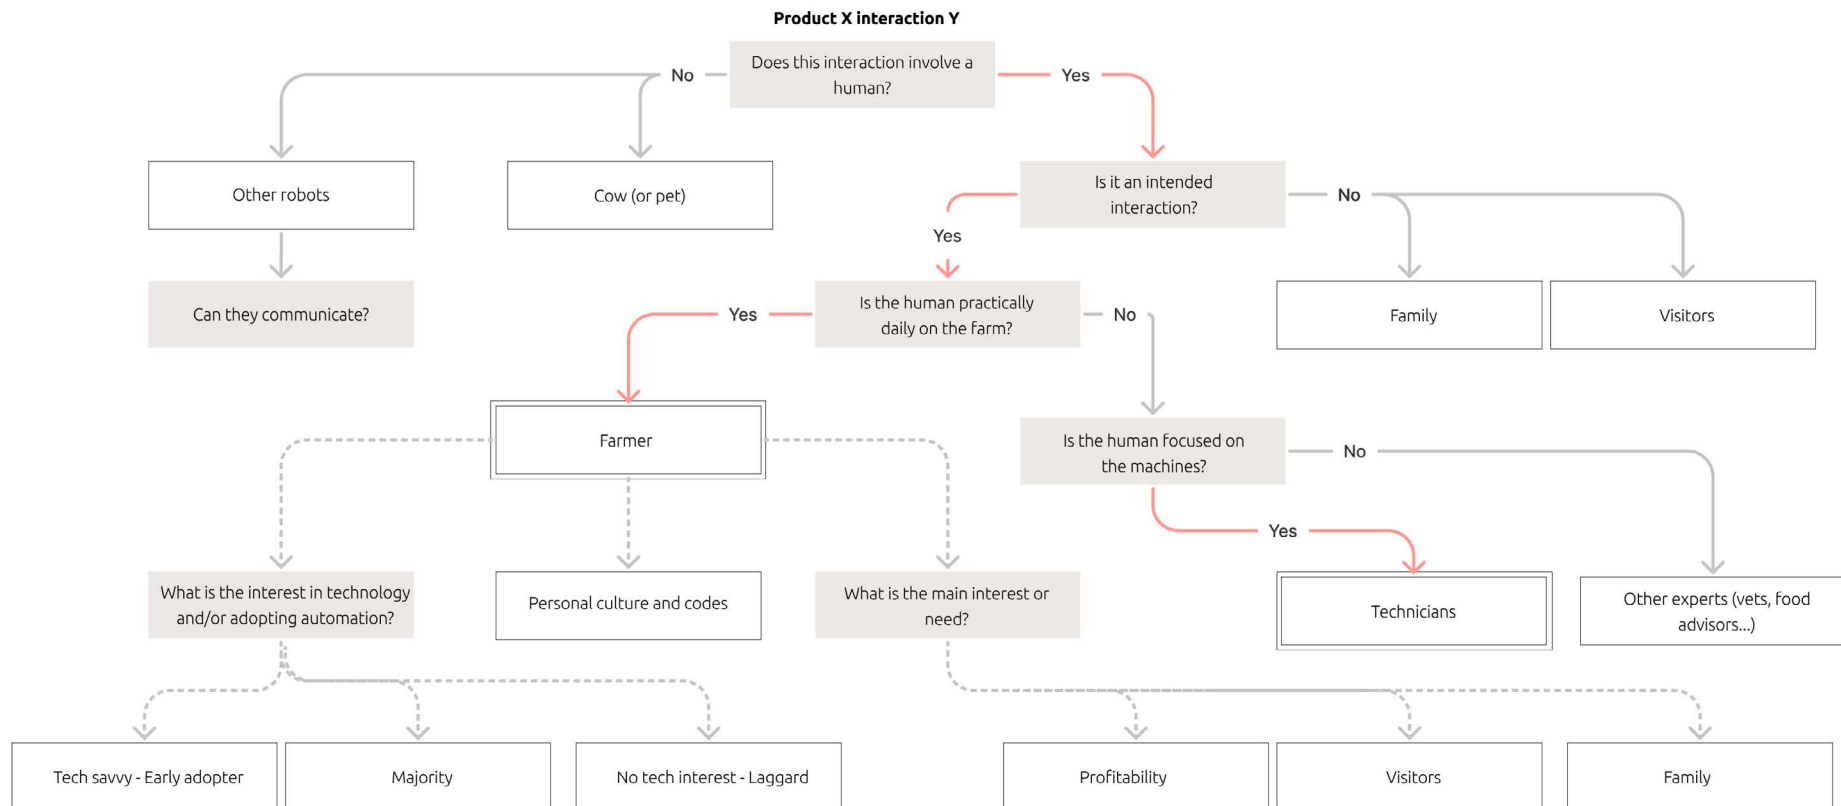 Product X interaction Y
Does this interaction involve a
human?
No
Yes
Other robots
Cow (or pet)
Is it an intended
interaction?
No
Yes
Can they communicate?
Is the human practically
daily on the farm?
Yes
No
Family
Visitors
Farmer
Is the human focused on
the machines?
No
Yes
What is the interest in technology
and/or adopting automation?
Personal culture and codes
What is the main interest or
need?
Technicians
Other experts (vets, food
advisors...)
Tech savvy - Early adopter
Majority
No tech interest - Laggard
Profitability
Visitors
Family